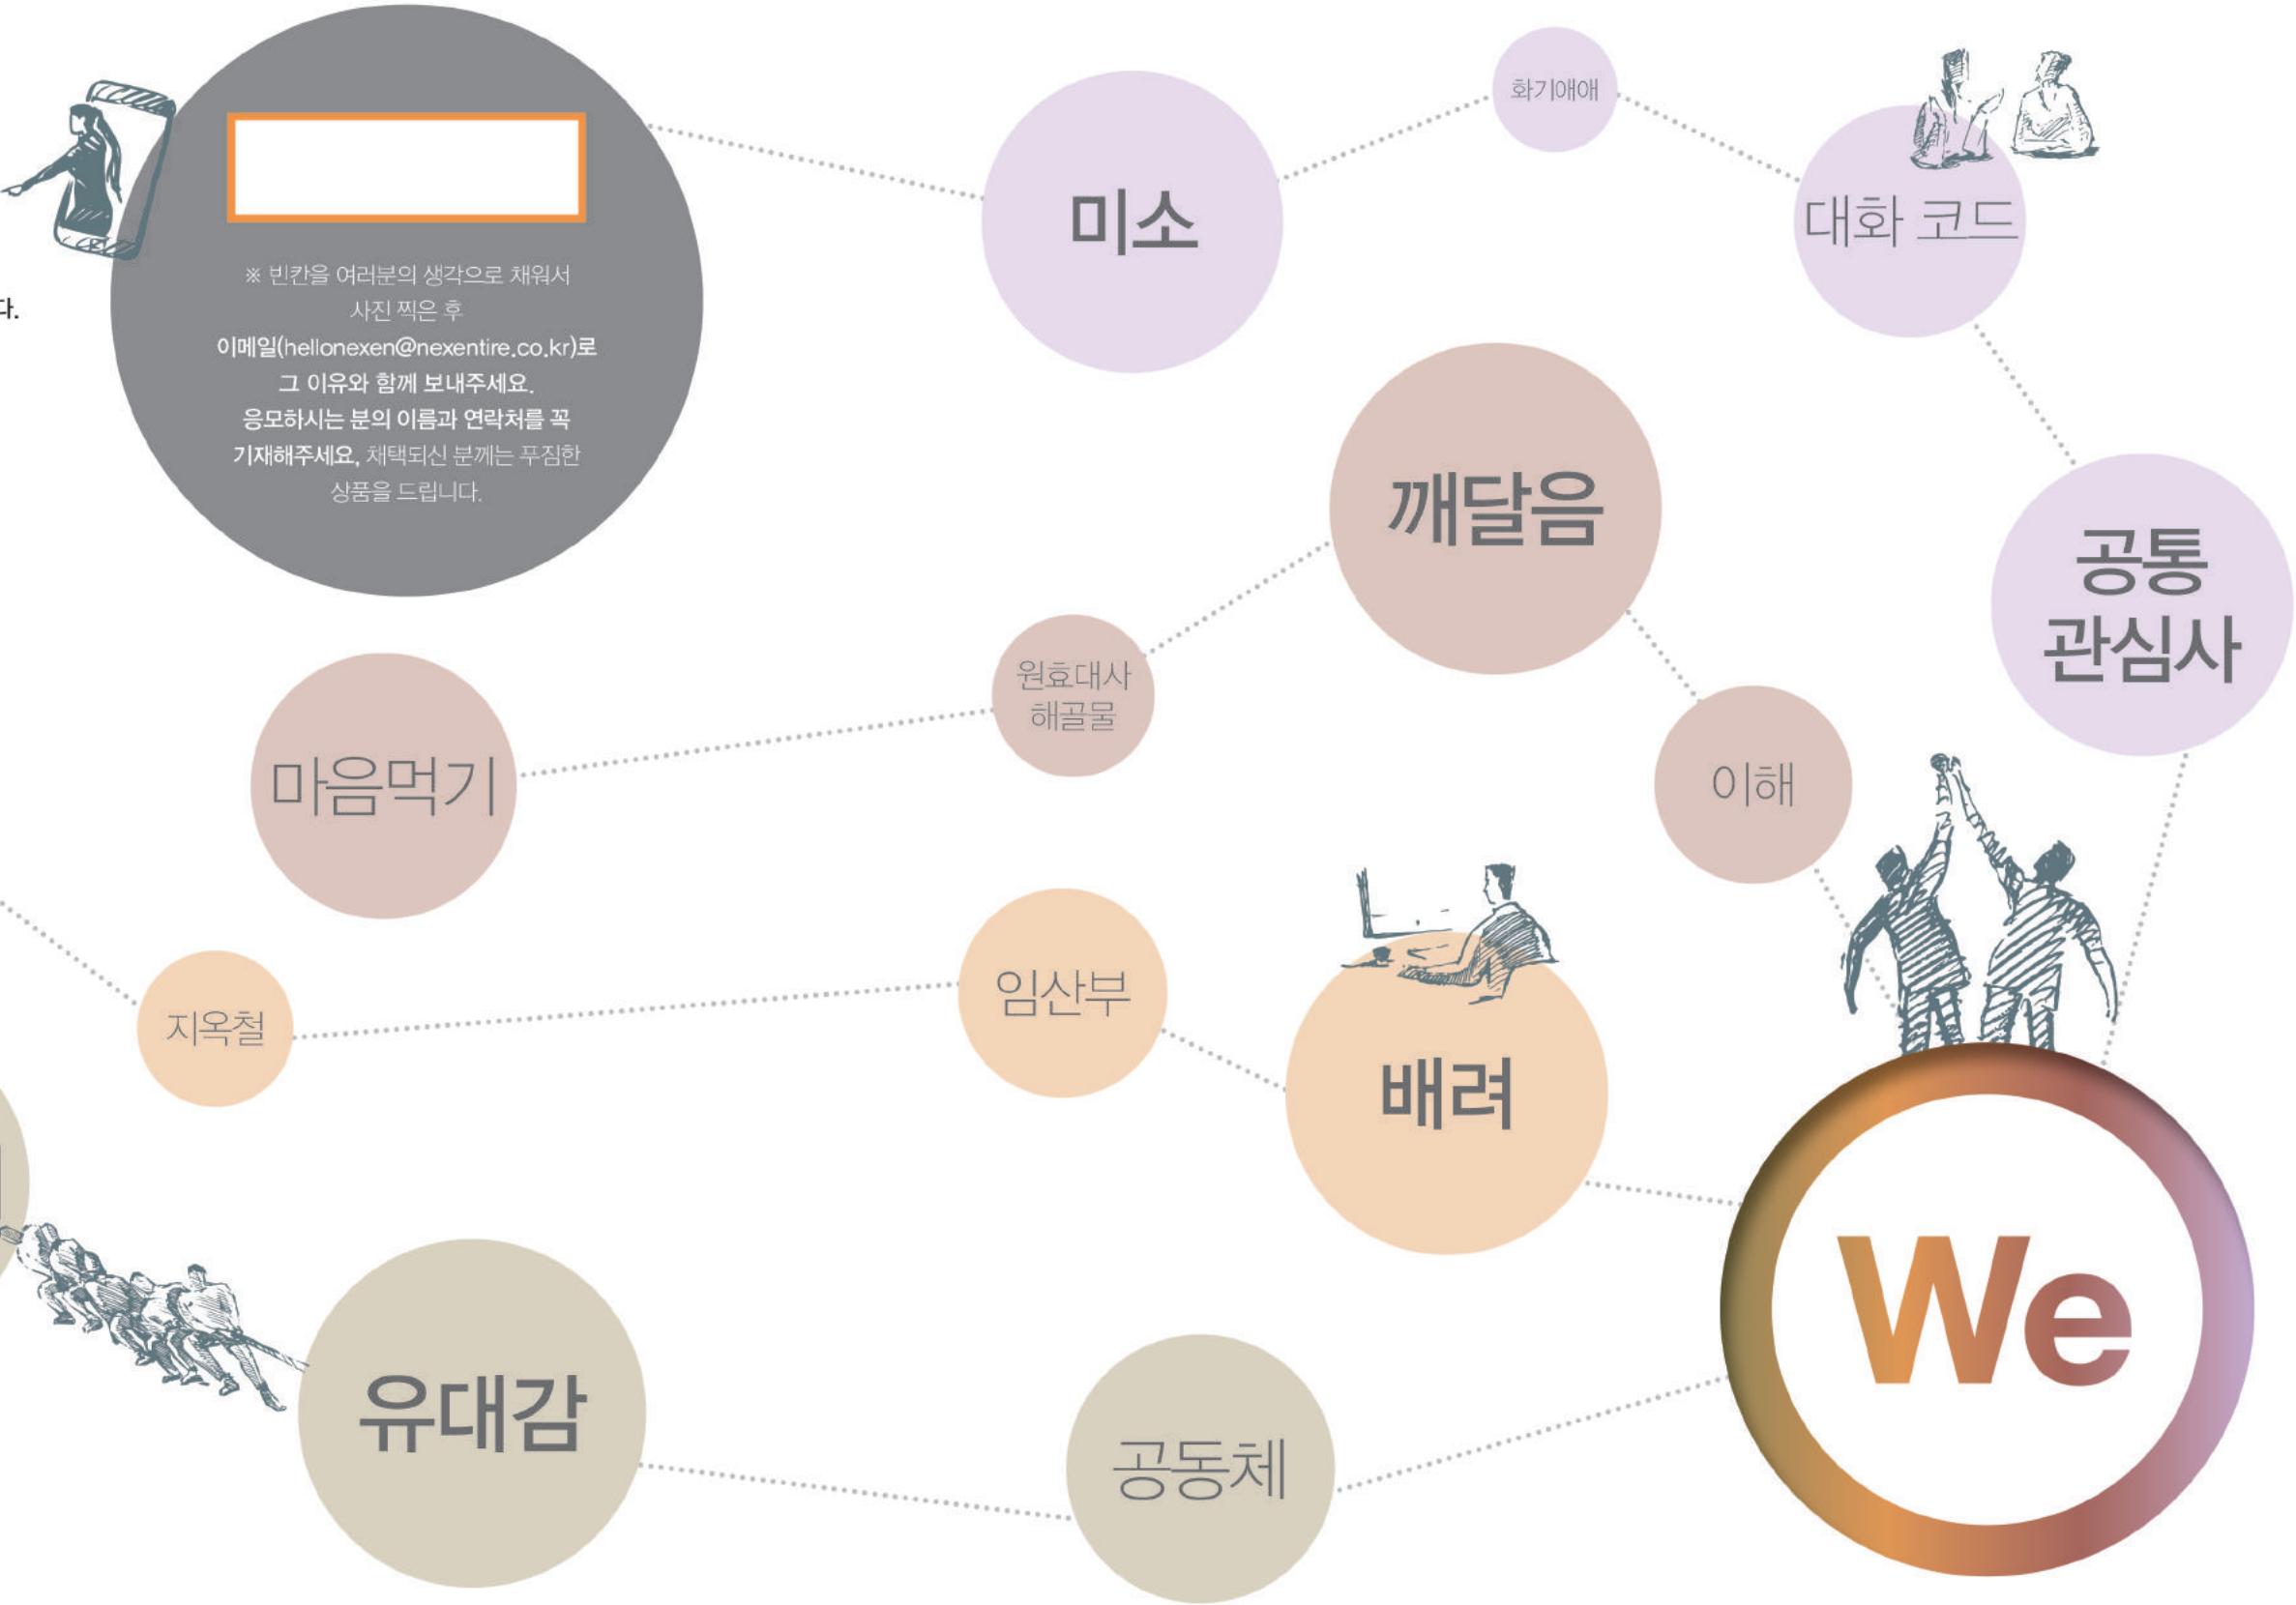 다.
※ 빈칸을 여러분의 생각으로 채워서
사진 찍은 후
이메일(hellonexen@nexentire.co.kr)로
그 이유와 함께 보내주세요.
응모하시는 분의 이름과 연락처를 꼭
기재해주세요, 채택되신 분께는 푸짐한
상품을 드립니다.
미소
화기애애
대화 코드
공통
관심사
깨달음
원효대사
해골물
마음먹기
이해
지옥철
임산부
배려
We
유대감
공동체